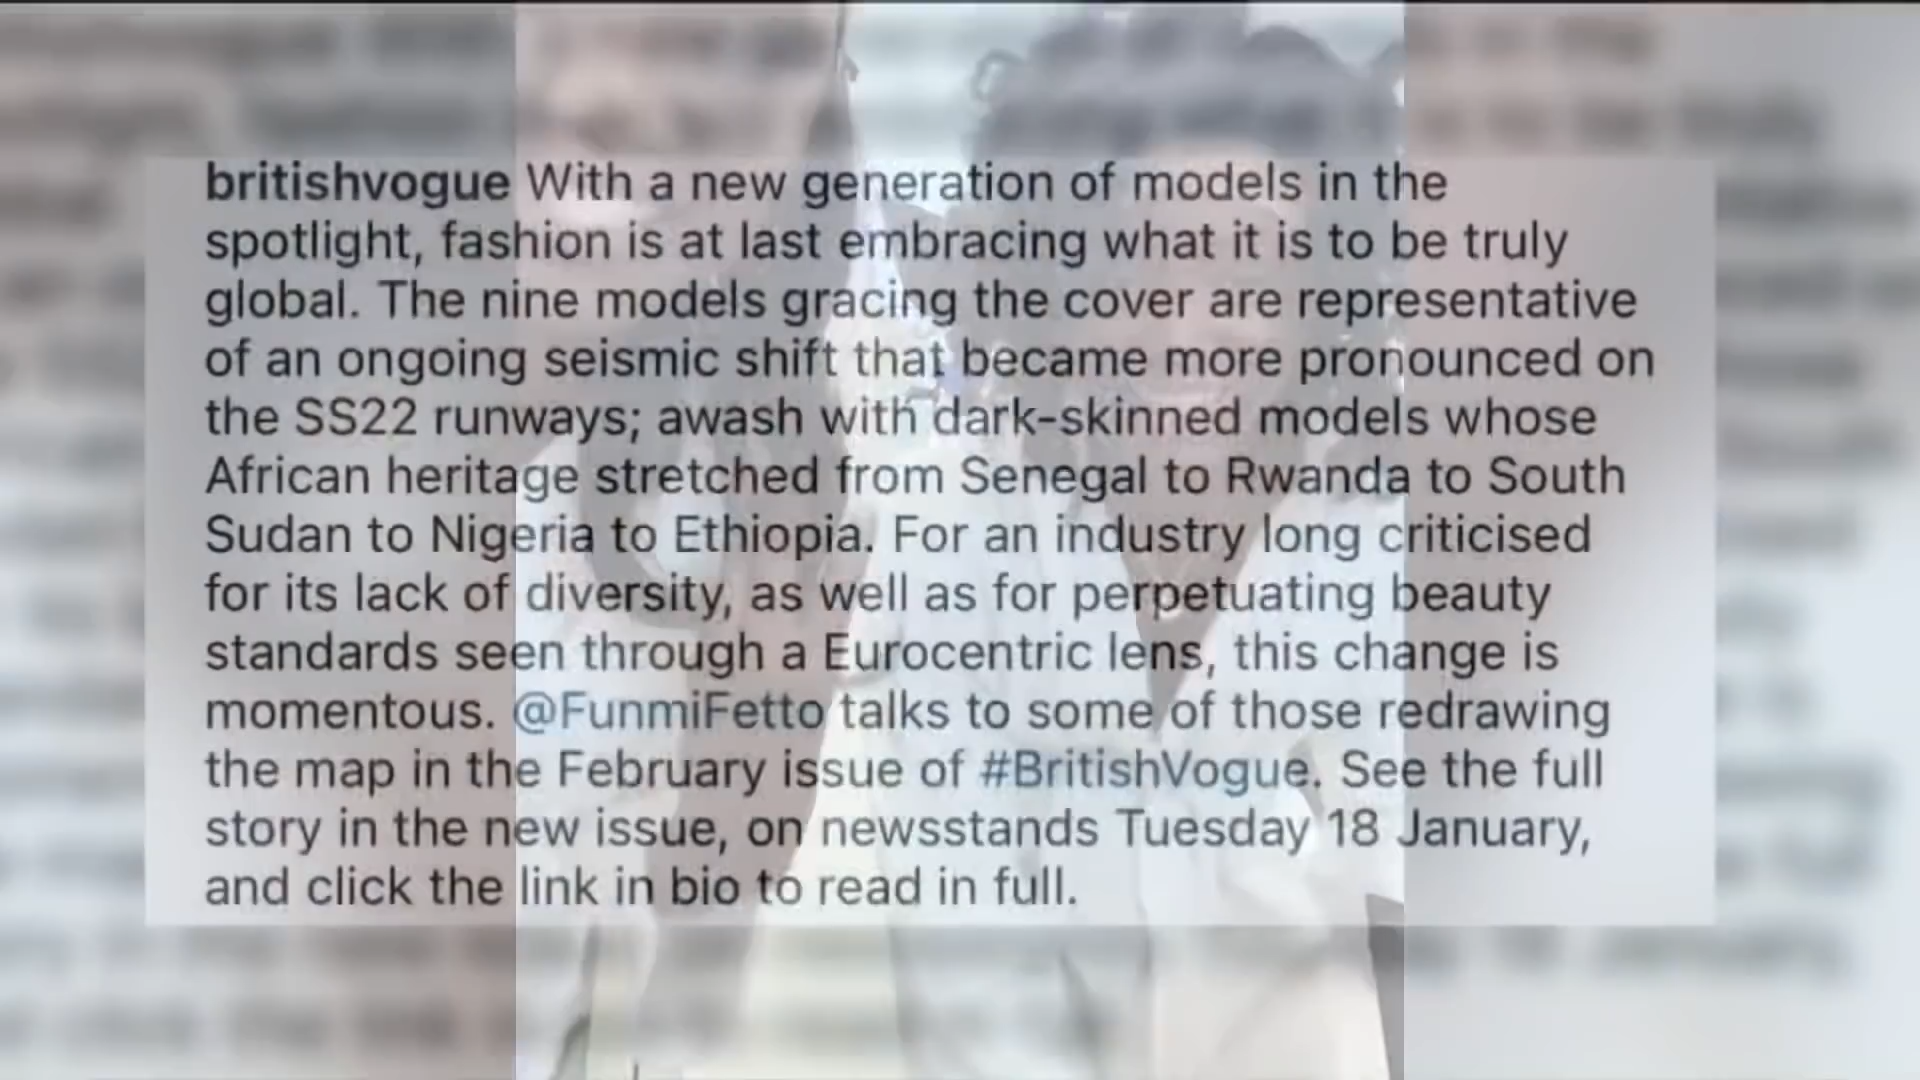 britishvogue With a new generation of models in the
spotlight, fashion is at last embracing what it is to be truly
global. The nine models gracing the cover are representative
of an ongoing seismic shift that became more pronounced on
the SS22 runways; awash with dark-skinned models whose
African heritage stretched from Senegal to Rwanda to South
Sudan to Nigeria to Ethiopia. For an industry long criticised
for its lack of diversity, as well as for perpetuating beauty
standards seen through a Eurocentric lens, this change is
momentous. @FunmiFetto talks to some of those redrawing
the map in the February issue of #BritishVogue. See the full
story in the new issue, on newsstands Tuesday 18 January,
and click the link in bio to read in full.